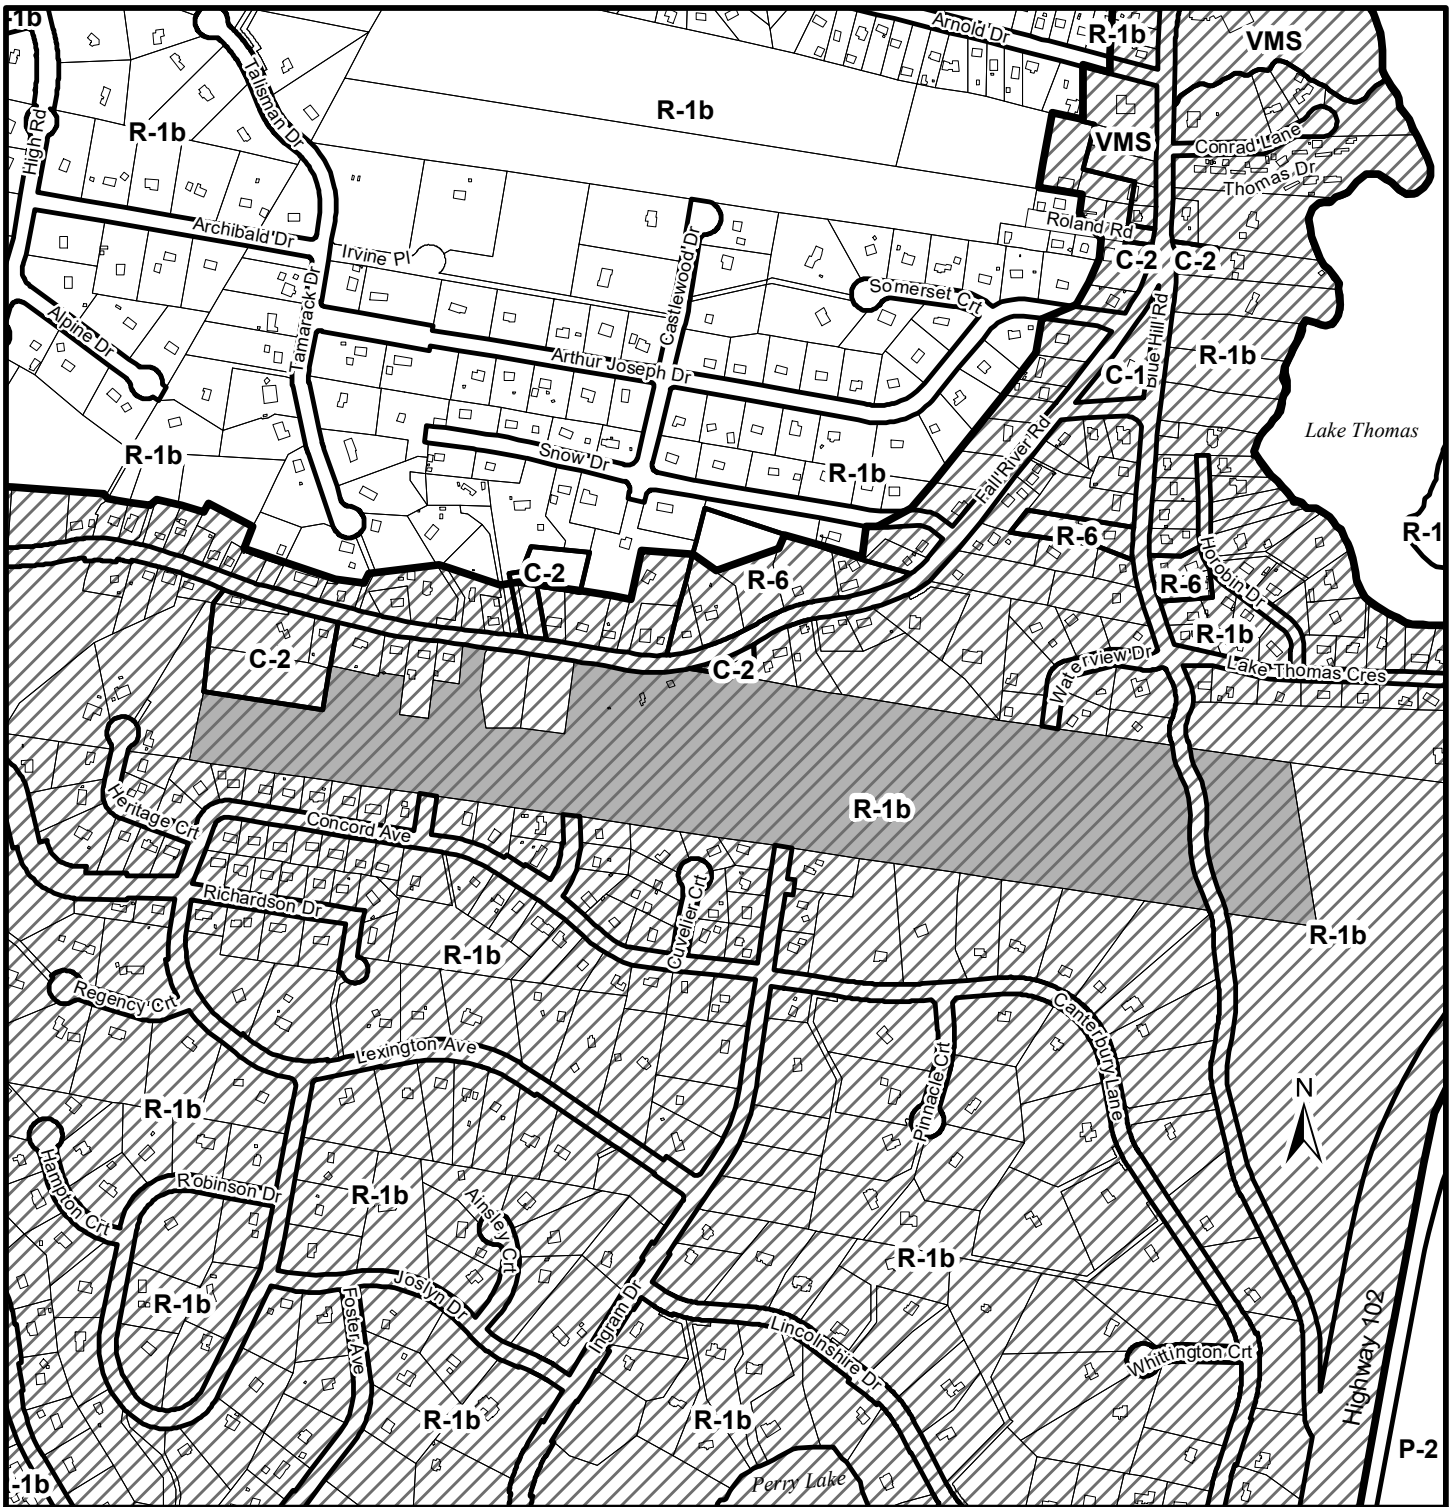 -1b
Arnold Dr
R-1b
VMS
Talisman Dr
R-1b
R-1b
High Rd
VMS
Conrad Lane
Thomas Dr
Archibald Dr
Roland Rd
Irvine Pl
C-2
C-2
Castlewood Dr
Somerset Crt
Tamarack Dr
Alpine Dr
Blue Hill Rd
R-1b
Arthur Joseph Dr
C-1
Lake Thomas
R-1b
Snow Dr
R-1b
Fall River Rd
R-1
R-6
C-2
R-6
R-6
Horobin Dr
R-1b
C-2
C-2
Waterview Dr
Lake Thomas Cres
Heritage Crt
Concord Ave
R-1b
Richardson Dr
Cuvelier Crt
R-1b
R-1b
Regency Crt
Lexington Ave
Canterbury Lane
Pinnacle Crt
N
R-1b
Hampton Crt
Robinson Dr
R-1b
Ainsley Crt
R-1b
R-1b
Joslyn Dr
Foster Ave
Ingram Dr
Lincolnshire Dr
Whittington Crt
Highway 102
R-1b
R-1b
P-2
-1b
Perry Lake